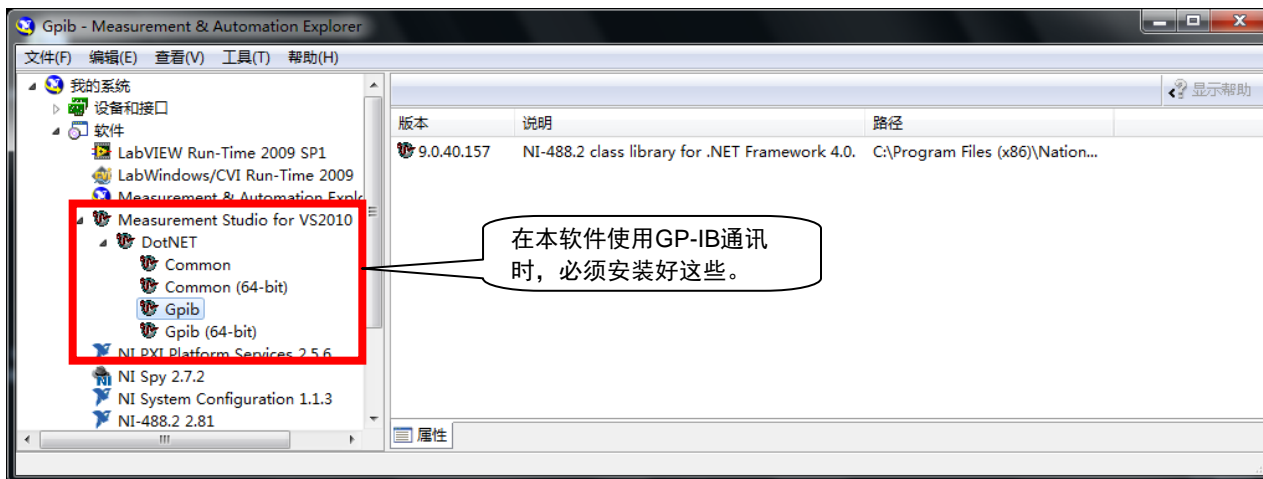 Gpib - Measurement & Automation Explorer
文件(F) 编辑(E) 查看(V) 工具(T) 帮助(H)
我的系统
设备和接口
软件
LabVIEW Run-Time 2009 SP1
LabWindows/CVI Run-Time 2009
Measurement & Automation Explo
Measurement Studio for VS2010
DotNET
Common
Common (64-bit)
Gpib
Gpib (64-bit)
NI PXI Platform Services 2.5.6
NI Spy 2.7.2
NI System Configuration 1.1.3
NI-488.2 2.81
显示帮助
版本 说明 路径
9.0.40.157 NI-488.2 class library for .NET Framework 4.0. C:\Program Files (x86)\Nation...
在本软件使用GP-IB通讯
时，必须安装好这些。
属性